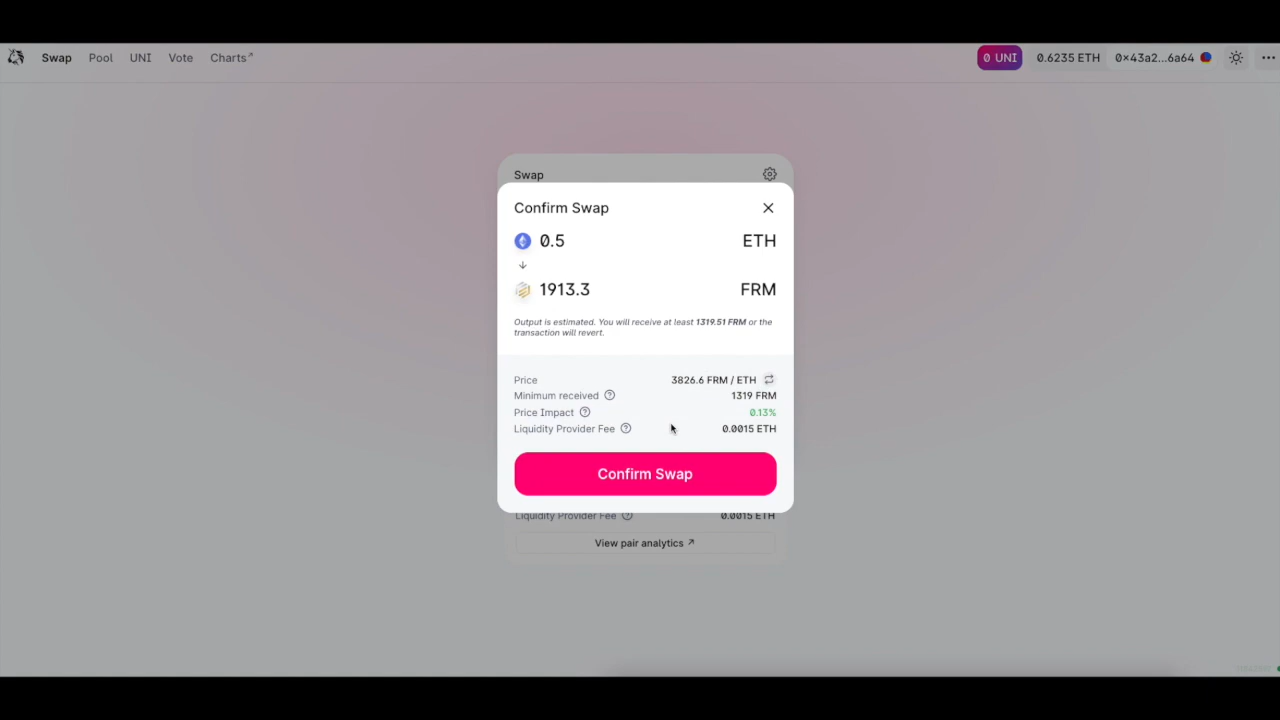 Swap Pool UNI Vote Charts↗ 0 UNI 0.6235 ETH 0×43a2...6a64 ...
Swap
Confirm Swap
0.5 ETH
1913.3 FRM
Output is estimated. You will receive at least 1319.51 FRM or the
transaction will revert.
Price 3826.6 FRM / ETH
Minimum received 1319 FRM
Price Impact 0.13%
Liquidity Provider Fee 0.0015 ETH
Confirm Swap
Liquidity Provider Fee 0.0015 ETH
View pair analytics ↗